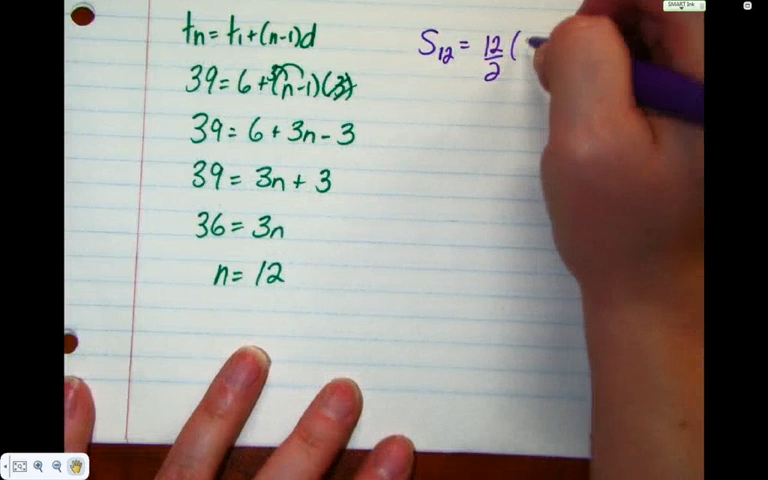 tn = t1 + (n-1)d
39 = 6 + (n-1)(3)
39 = 6 + 3n - 3
39 = 3n + 3
36 = 3n
n = 12
S12 = 12/2 (
SMART Ink